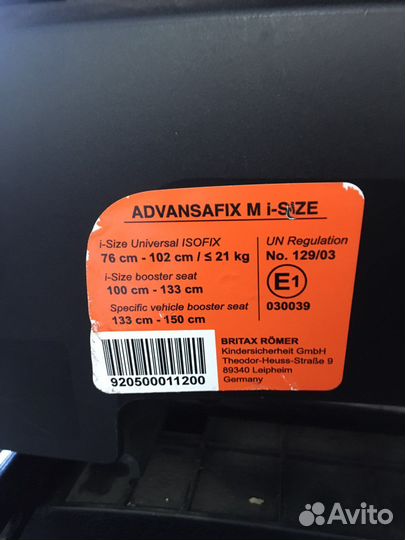 ADVANSAFIX M i-SIZE
i-Size Universal ISOFIX
76 cm - 102 cm / ≤ 21 kg
i-Size booster seat
100 cm - 133 cm
Specific vehicle booster seat
133 cm - 150 cm
UN Regulation
No. 129/03
E1
030039
920500011200
BRITAX RÖMER
Kindersicherheit GmbH
Theodor-Heuss-Straße 9
89340 Leipheim
Germany
Avito